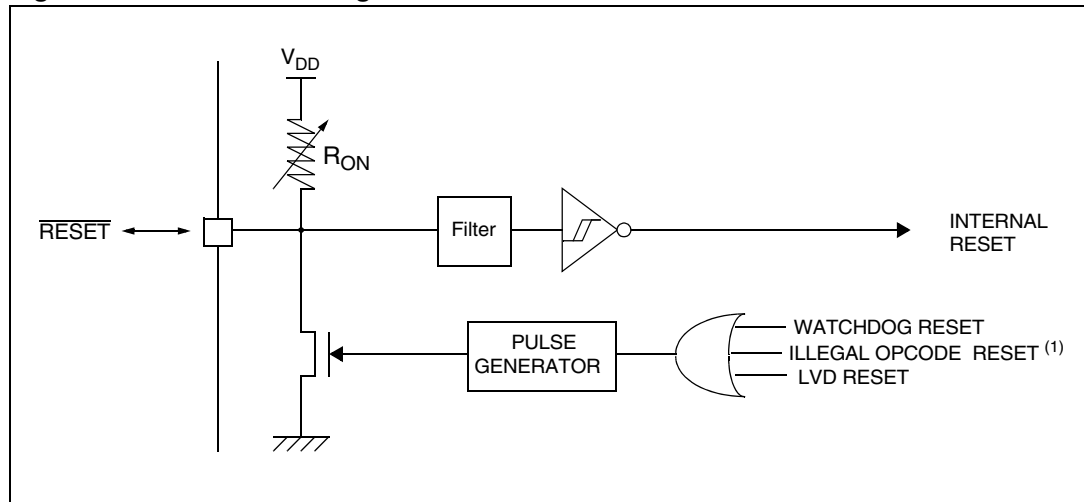 V_DD
R_ON
RESET
Filter
INTERNAL
RESET
PULSE
GENERATOR
WATCHDOG RESET
ILLEGAL OPCODE RESET (1)
LVD RESET